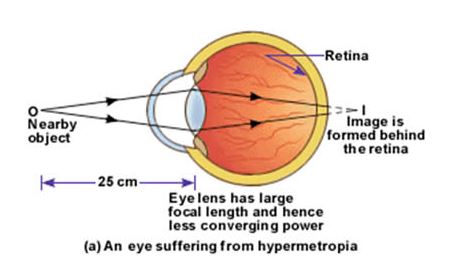 Retina
O
Nearby
object
I
Image is
formed behind
the retina
25 cm
Eye lens has large
focal length and hence
less converging power
(a) An eye suffering from hypermetropia